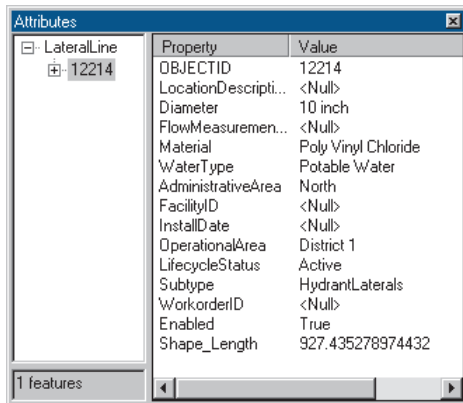 Attributes
LateralLine
12214
Property Value
OBJECTID 12214
LocationDescripti... <Null>
Diameter 10 inch
FlowMeasuremen... <Null>
Material Poly Vinyl Chloride
WaterType Potable Water
AdministrativeArea North
FacilityID <Null>
InstallDate <Null>
OperationalArea District 1
LifecycleStatus Active
Subtype HydrantLaterals
WorkorderID <Null>
Enabled True
Shape_Length 927.435278974432
1 features